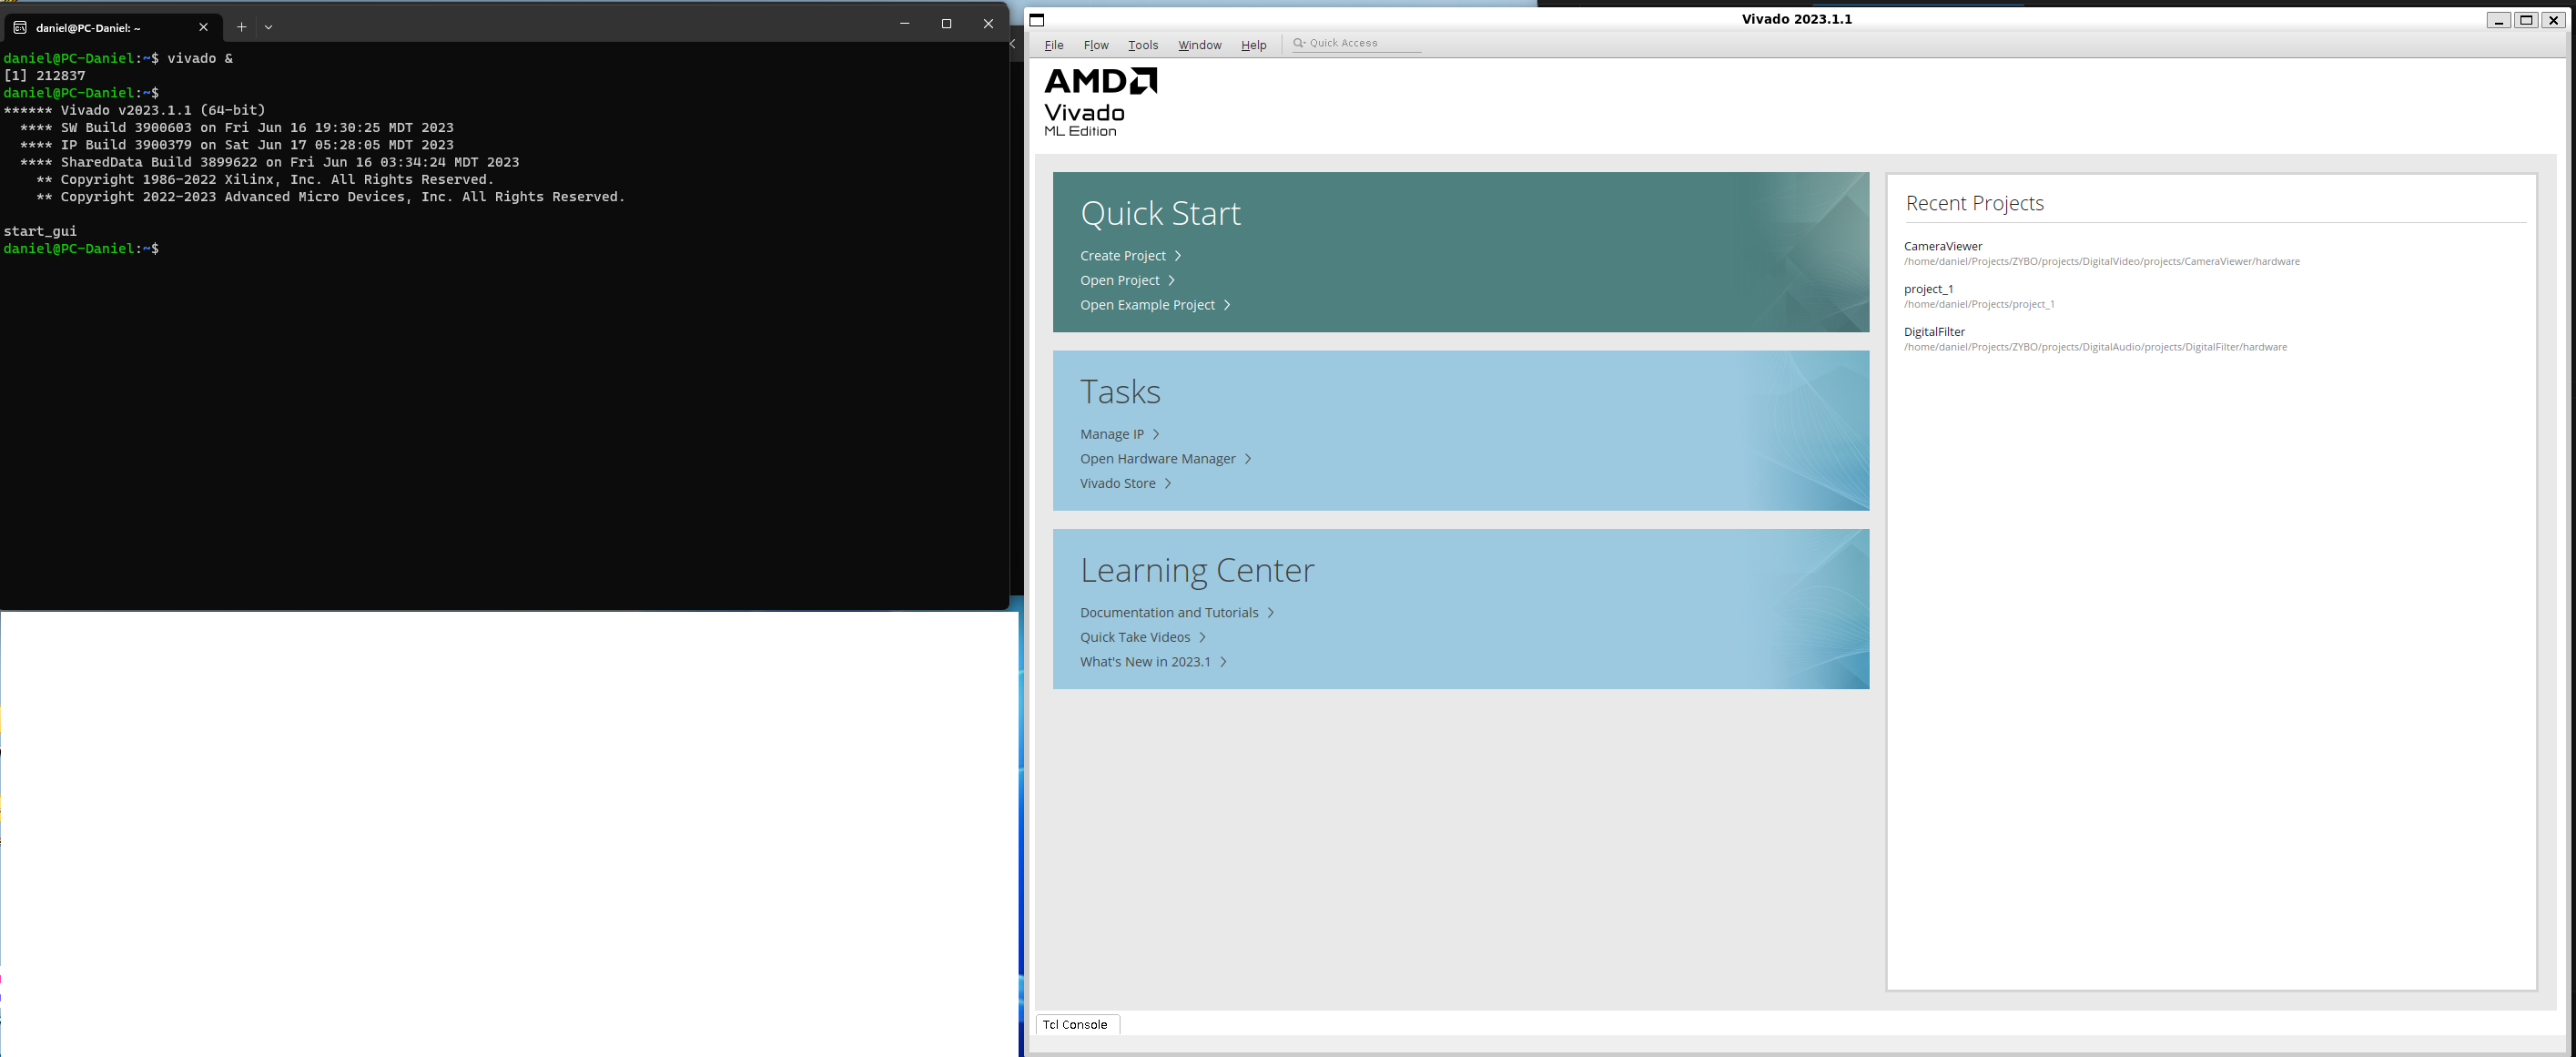 daniel@PC-Daniel: ~
daniel@PC-Daniel:~$ vivado &
[1] 212837
daniel@PC-Daniel:~$
****** Vivado v2023.1.1 (64-bit)
**** SW Build 3900603 on Fri Jun 16 19:30:25 MDT 2023
**** IP Build 3900379 on Sat Jun 17 05:28:05 MDT 2023
**** SharedData Build 3899622 on Fri Jun 16 03:34:24 MDT 2023
** Copyright 1986-2022 Xilinx, Inc. All Rights Reserved.
** Copyright 2022-2023 Advanced Micro Devices, Inc. All Rights Reserved.
start_gui
daniel@PC-Daniel:~$
Vivado 2023.1.1
File Flow Tools Window Help Quick Access
AMD
Vivado
ML Edition
Quick Start
Create Project
Open Project
Open Example Project
Tasks
Manage IP
Open Hardware Manager
Vivado Store
Learning Center
Documentation and Tutorials
Quick Take Videos
What's New in 2023.1
Recent Projects
CameraViewer
/home/daniel/Projects/ZYBO/projects/DigitalVideo/projects/CameraViewer/hardware
project_1
/home/daniel/Projects/project_1
DigitalFilter
/home/daniel/Projects/ZYBO/projects/DigitalAudio/projects/DigitalFilter/hardware
Tcl Console